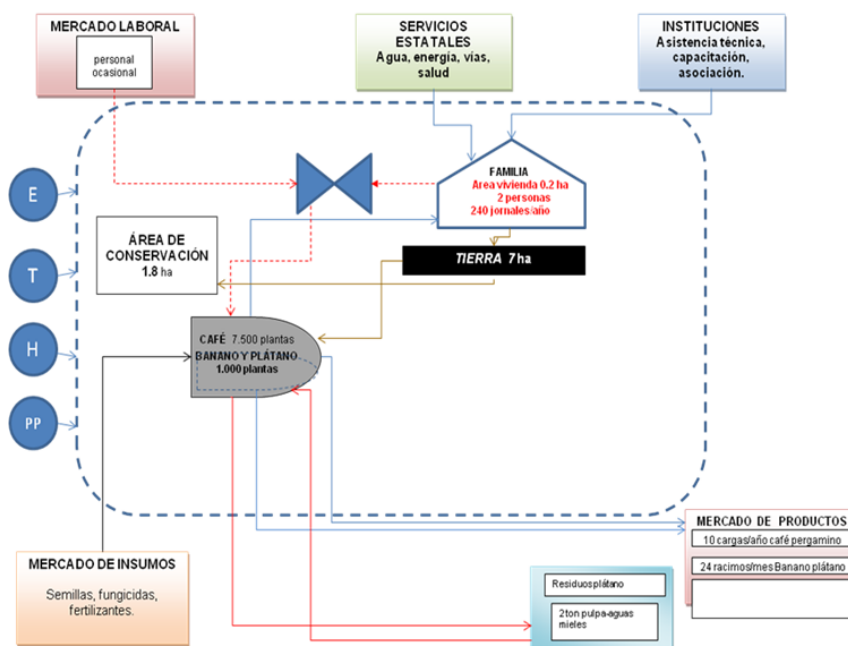 MERCADO LABORAL
personal
ocasional
SERVICIOS
ESTATALES
Agua, energía, vías,
salud
INSTITUCIONES
Asistencia técnica,
capacitación,
asociación.
E
T
H
PP
FAMILIA
Area vivienda 0.2 ha
2 personas
240 jornales/año
ÁREA DE
CONSERVACIÓN
1.8 ha
TIERRA 7 ha
CAFÉ 7.500 plantas
BANANO Y PLÁTANO
1.000 plantas
MERCADO DE INSUMOS
Semillas, fungicidas,
fertilizantes.
MERCADO DE PRODUCTOS
10 cargas/año café pergamino
24 racimos/mes Banano plátano
Residuos plátano
2ton pulpa-aguas
mieles